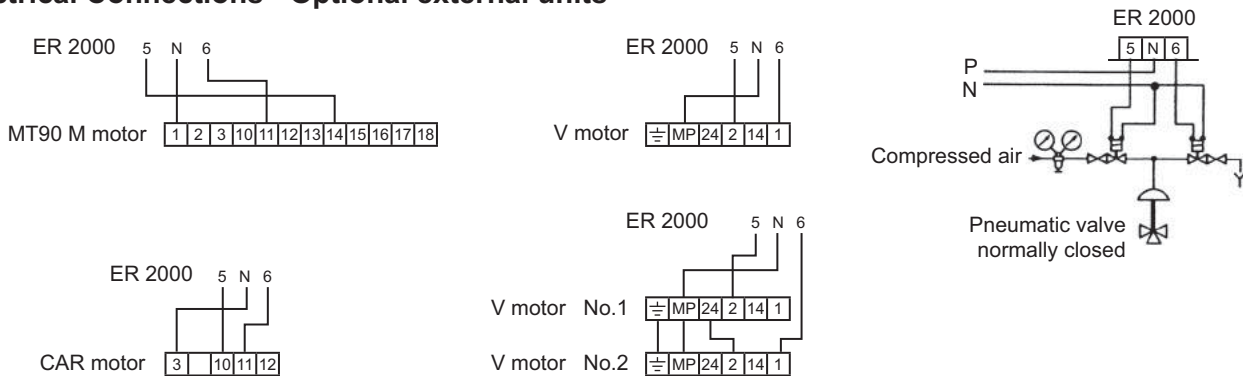 Electrical Connections - Optional external units
ER 2000 5 N 6
MT90 M motor 1 2 3 10 11 12 13 14 15 16 17 18
ER 2000 5 N 6
V motor MP 24 2 14 1
ER 2000
5 N 6
P
N
Compressed air
Y
Pneumatic valve
normally closed
ER 2000 5 N 6
CAR motor 3 10 11 12
ER 2000 5 N 6
V motor No.1 MP 24 2 14 1
V motor No.2 MP 24 2 14 1